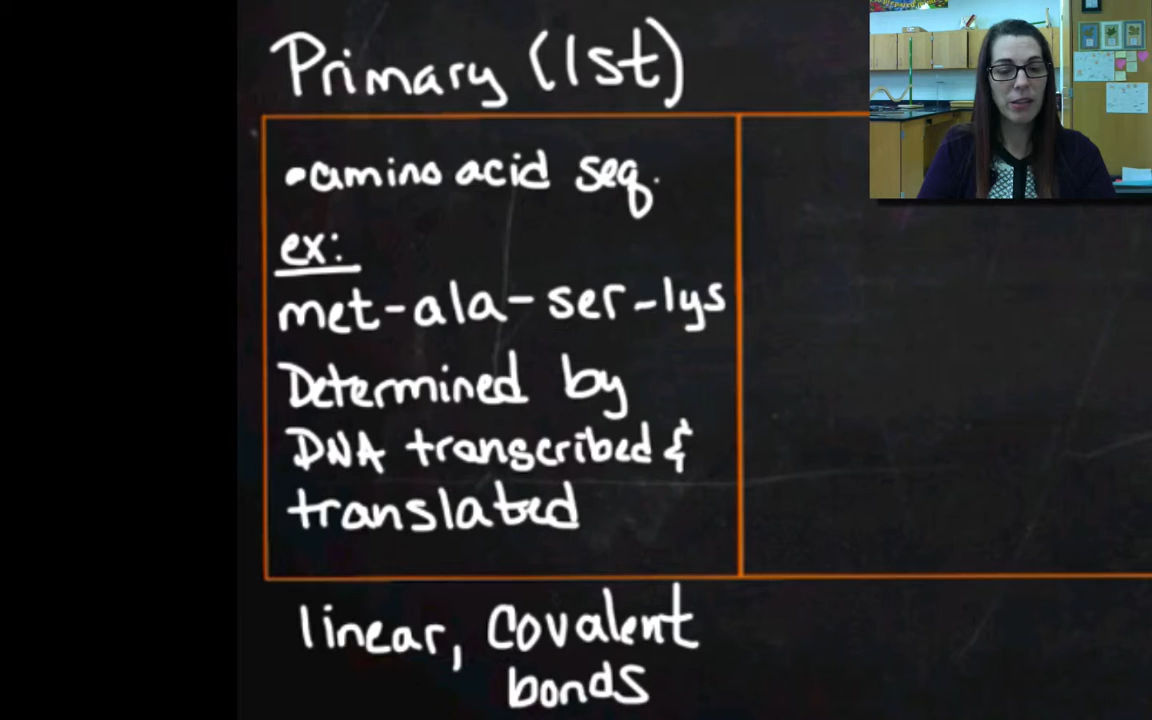 Primary (1st)
•amino acid seq.
ex:
met-ala-ser-lys
Determined by
DNA transcribed &
translated
linear, covalent
bonds